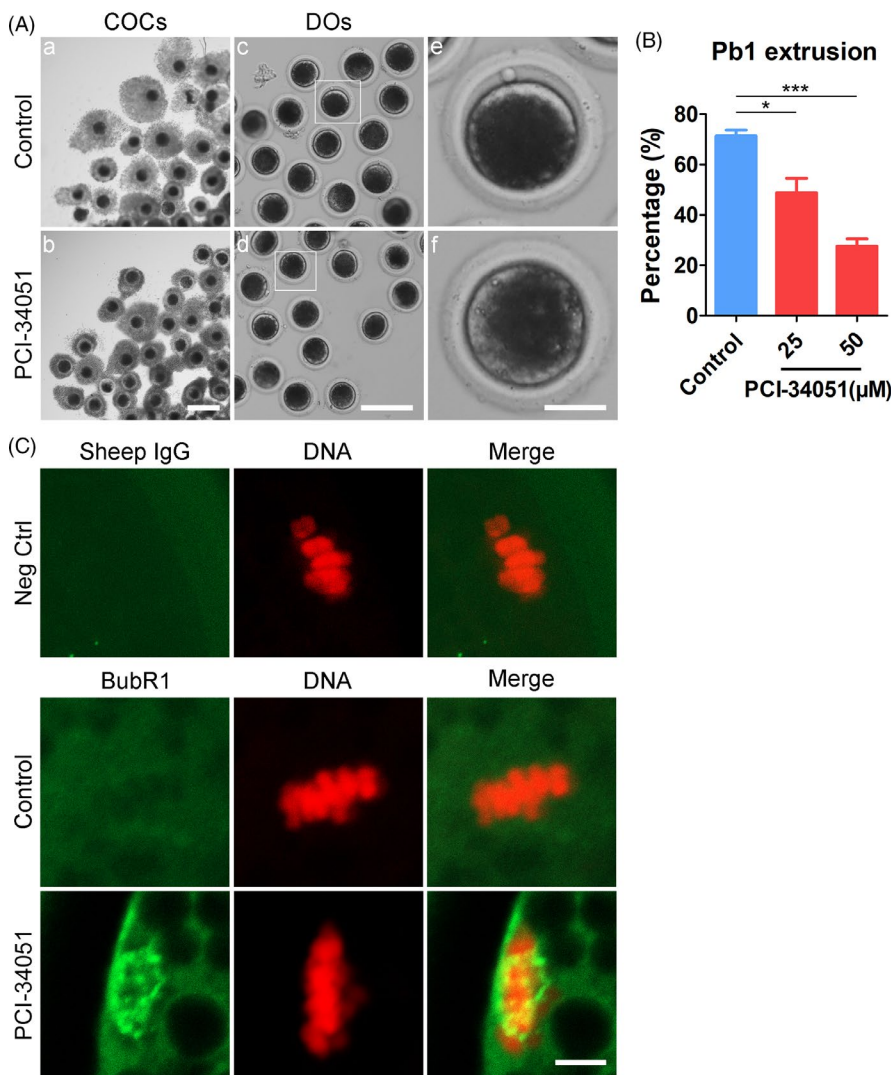 (A)
COCs
DOs
Control
PCI-34051
a
c
e
b
d
f
(B)
Pb1 extrusion
***
*
Percentage (%)
80
60
40
20
0
Control
25
50
PCI-34051(μM)
(C)
Sheep IgG
DNA
Merge
Neg Ctrl
BubR1
DNA
Merge
Control
PCI-34051